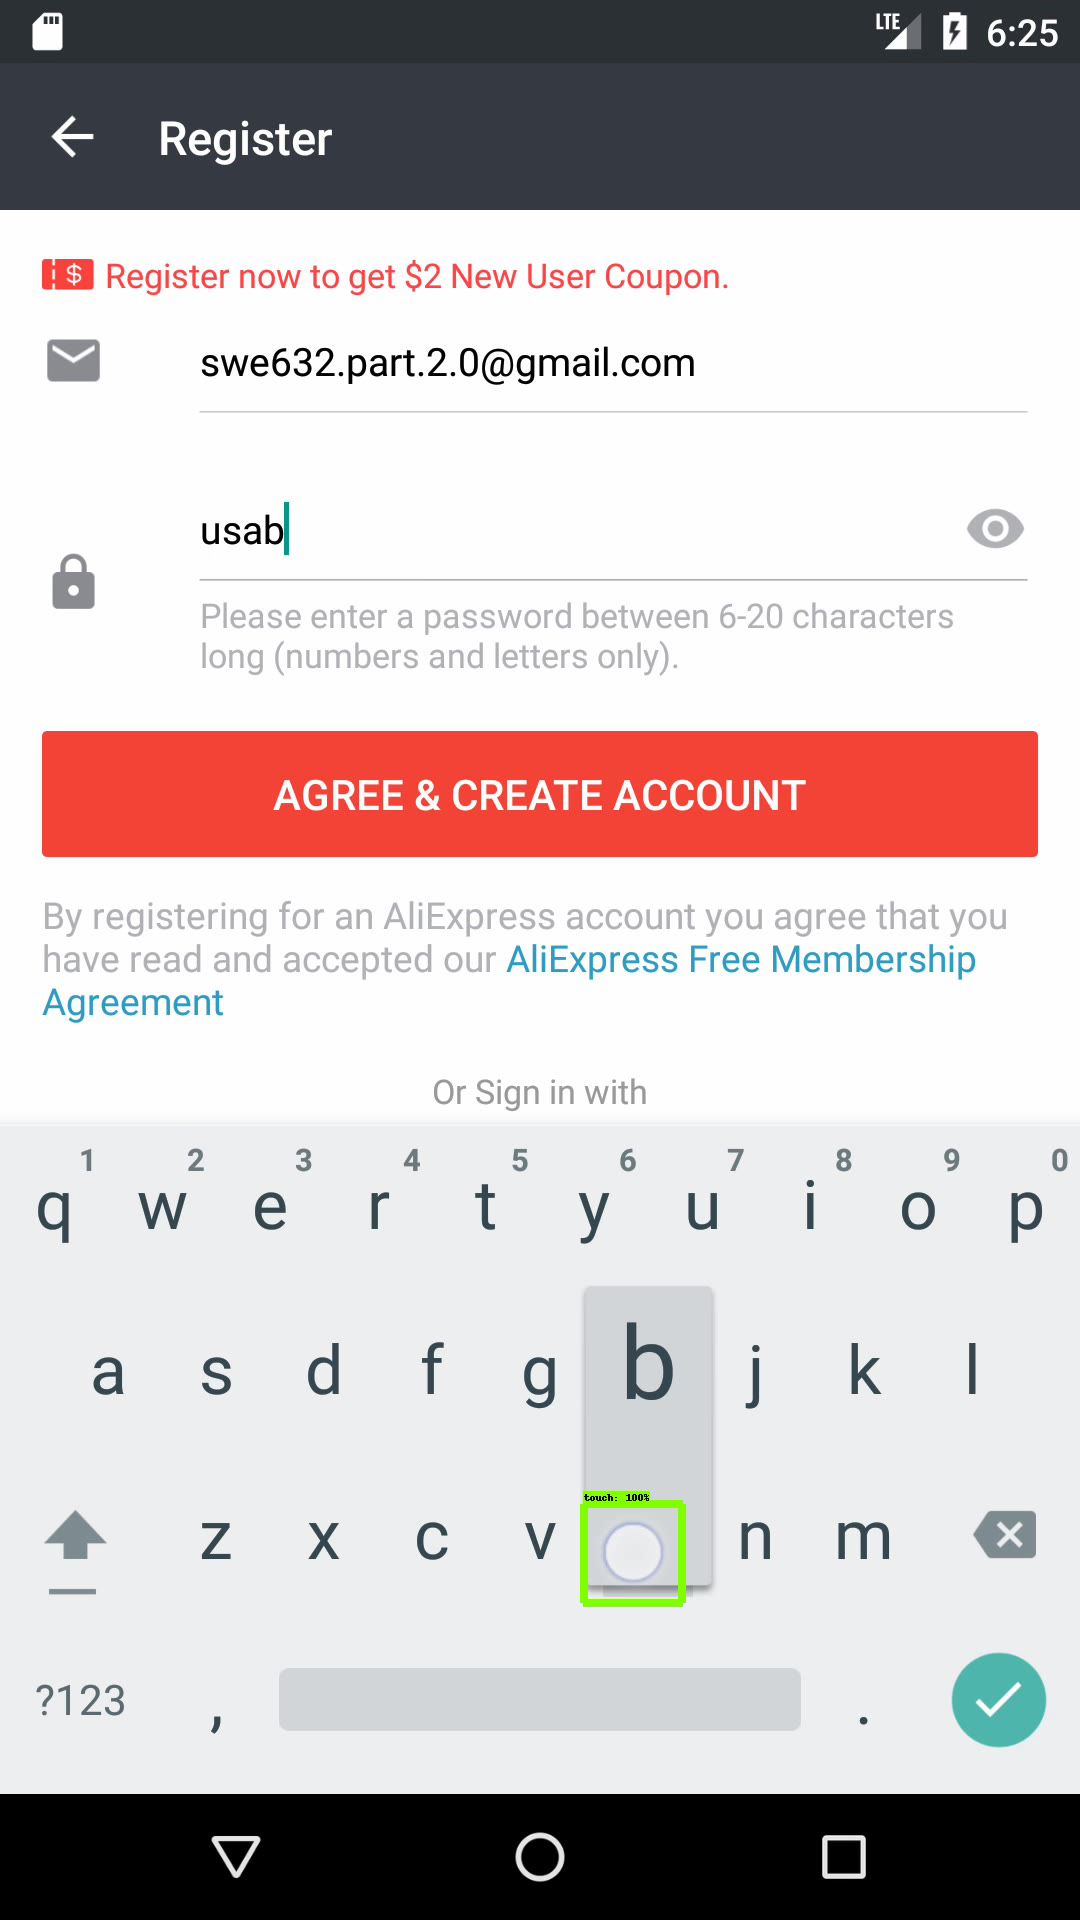 LTE 6:25
Register
Register now to get $2 New User Coupon.
swe632.part.2.0@gmail.com
usab
Please enter a password between 6-20 characters
long (numbers and letters only).
AGREE & CREATE ACCOUNT
By registering for an AliExpress account you agree that you
have read and accepted our AliExpress Free Membership
Agreement
Or Sign in with
1 2 3 4 5 6 7 8 9 0
q w e r t y u i o p
a s d f g b j k l
touch: 100%
z x c v n m
?123 , .